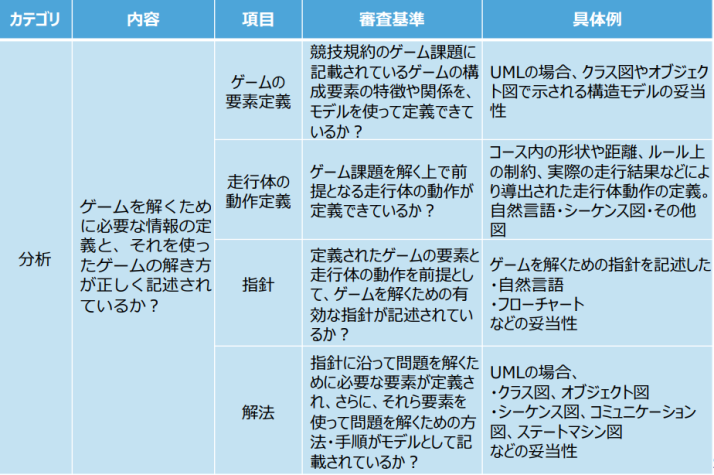 カテゴリ
内容
項目
審査基準
具体例
分析
ゲームを解くため
に必要な情報の定
義と、それを使っ
たゲームの解き方
が正しく記述され
ているか？
ゲームの
要素定義
競技規約のゲーム課題に
記載されているゲームの構
成要素の特徴や関係を、
モデルを使って定義できて
いるか？
UMLの場合、クラス図やオブジェク
ト図で示される構造モデルの妥当
性
走行体の
動作定義
ゲーム課題を解く上で前
提となる走行体の動作が
定義できているか？
コース内の形状や距離、ルール上
の制約、実際の走行結果などによ
り導出された走行体動作の定義。
自然言語・シーケンス図・その他
図
指針
定義されたゲームの要素と
走行体の動作を前提とし
て、ゲームを解くための有
効な指針が記述されてい
るか？
ゲームを解くための指針を記述した
・自然言語
・フローチャート
などの妥当性
解法
指針に沿って問題を解くた
めに必要な要素が定義さ
れ、さらに、それら要素を
使って問題を解くための方
法・手順がモデルとして記
載されているか？
UMLの場合、
・クラス図、オブジェクト図
・シーケンス図、コミュニケーション
図、ステートマシン図
などの妥当性